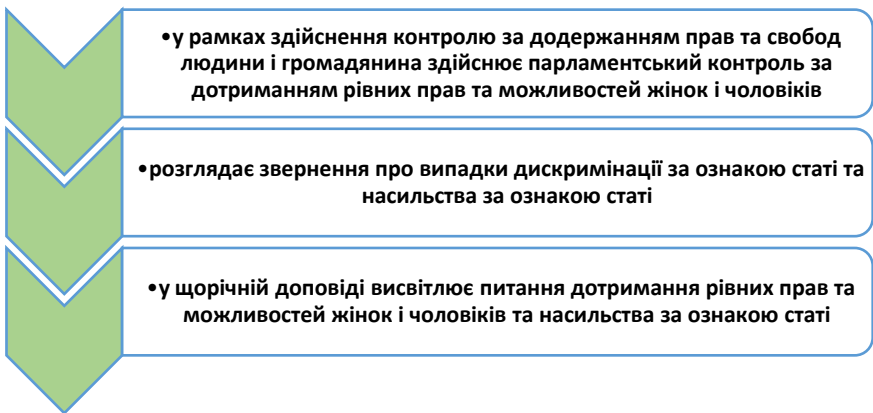 •у рамках здійснення контролю за додержанням прав та свобод
людини і громадянина здійснює парламентський контроль за
дотриманням рівних прав та можливостей жінок і чоловіків
•розглядає звернення про випадки дискримінації за ознакою статі та
насильства за ознакою статі
•у щорічній доповіді висвітлює питання дотримання рівних прав та
можливостей жінок і чоловіків та насильства за ознакою статі